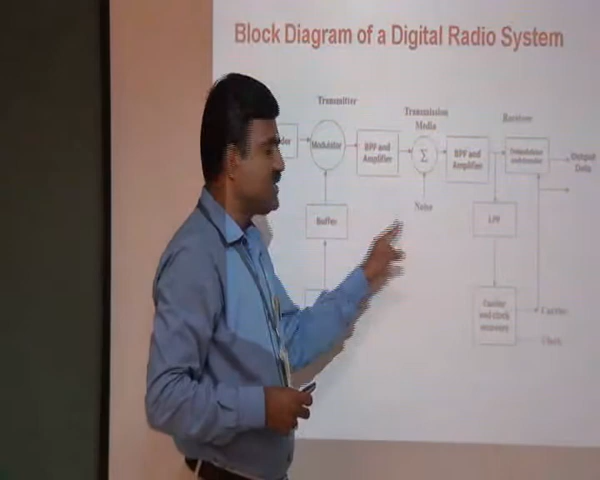 Block Diagram of a Digital Radio System
Transmitter
Transmission
Media
Receiver
Modulator
BPF and
Amplifier
Σ
BPF and
Amplifier
Output
Data
Noise
Buffer
LPF
Carrier
and clock
recovery
Carrier
Clock